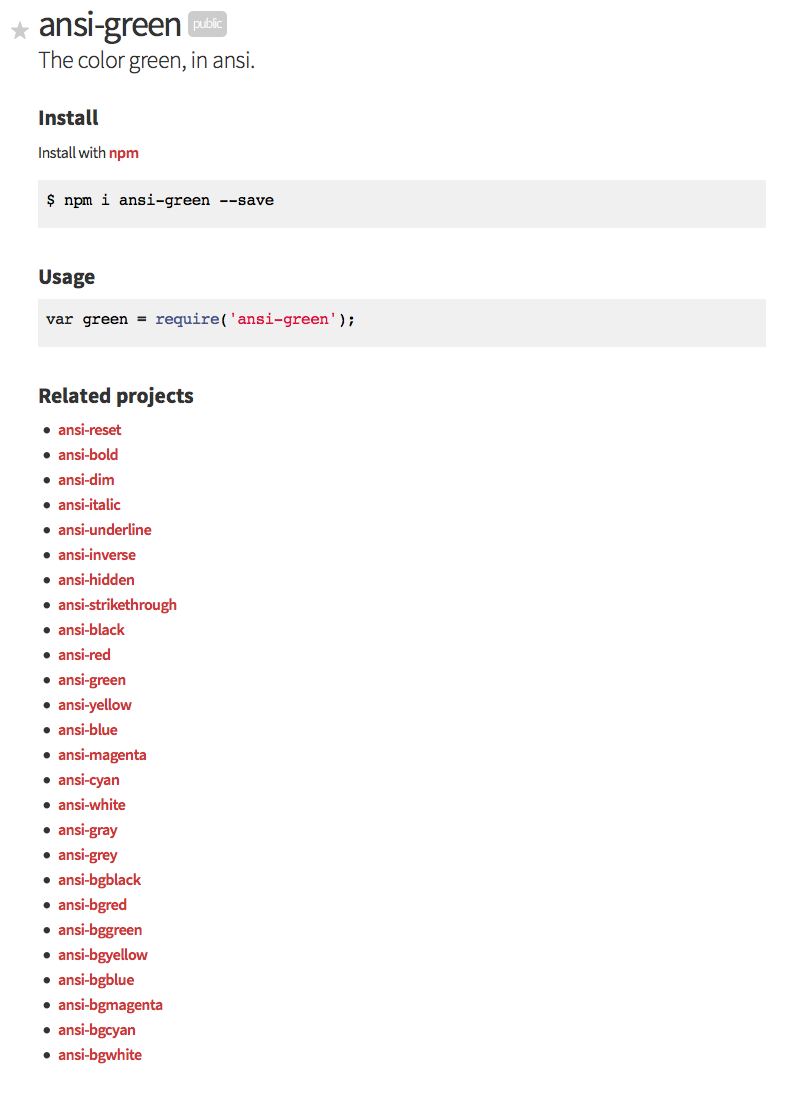 ansi-green public
The color green, in ansi.
Install
Install with npm
$ npm i ansi-green --save
Usage
var green = require('ansi-green');
Related projects
ansi-reset
ansi-bold
ansi-dim
ansi-italic
ansi-underline
ansi-inverse
ansi-hidden
ansi-strikethrough
ansi-black
ansi-red
ansi-green
ansi-yellow
ansi-blue
ansi-magenta
ansi-cyan
ansi-white
ansi-gray
ansi-grey
ansi-bgblack
ansi-bgred
ansi-bggreen
ansi-bgyellow
ansi-bgblue
ansi-bgmagenta
ansi-bgcyan
ansi-bgwhite